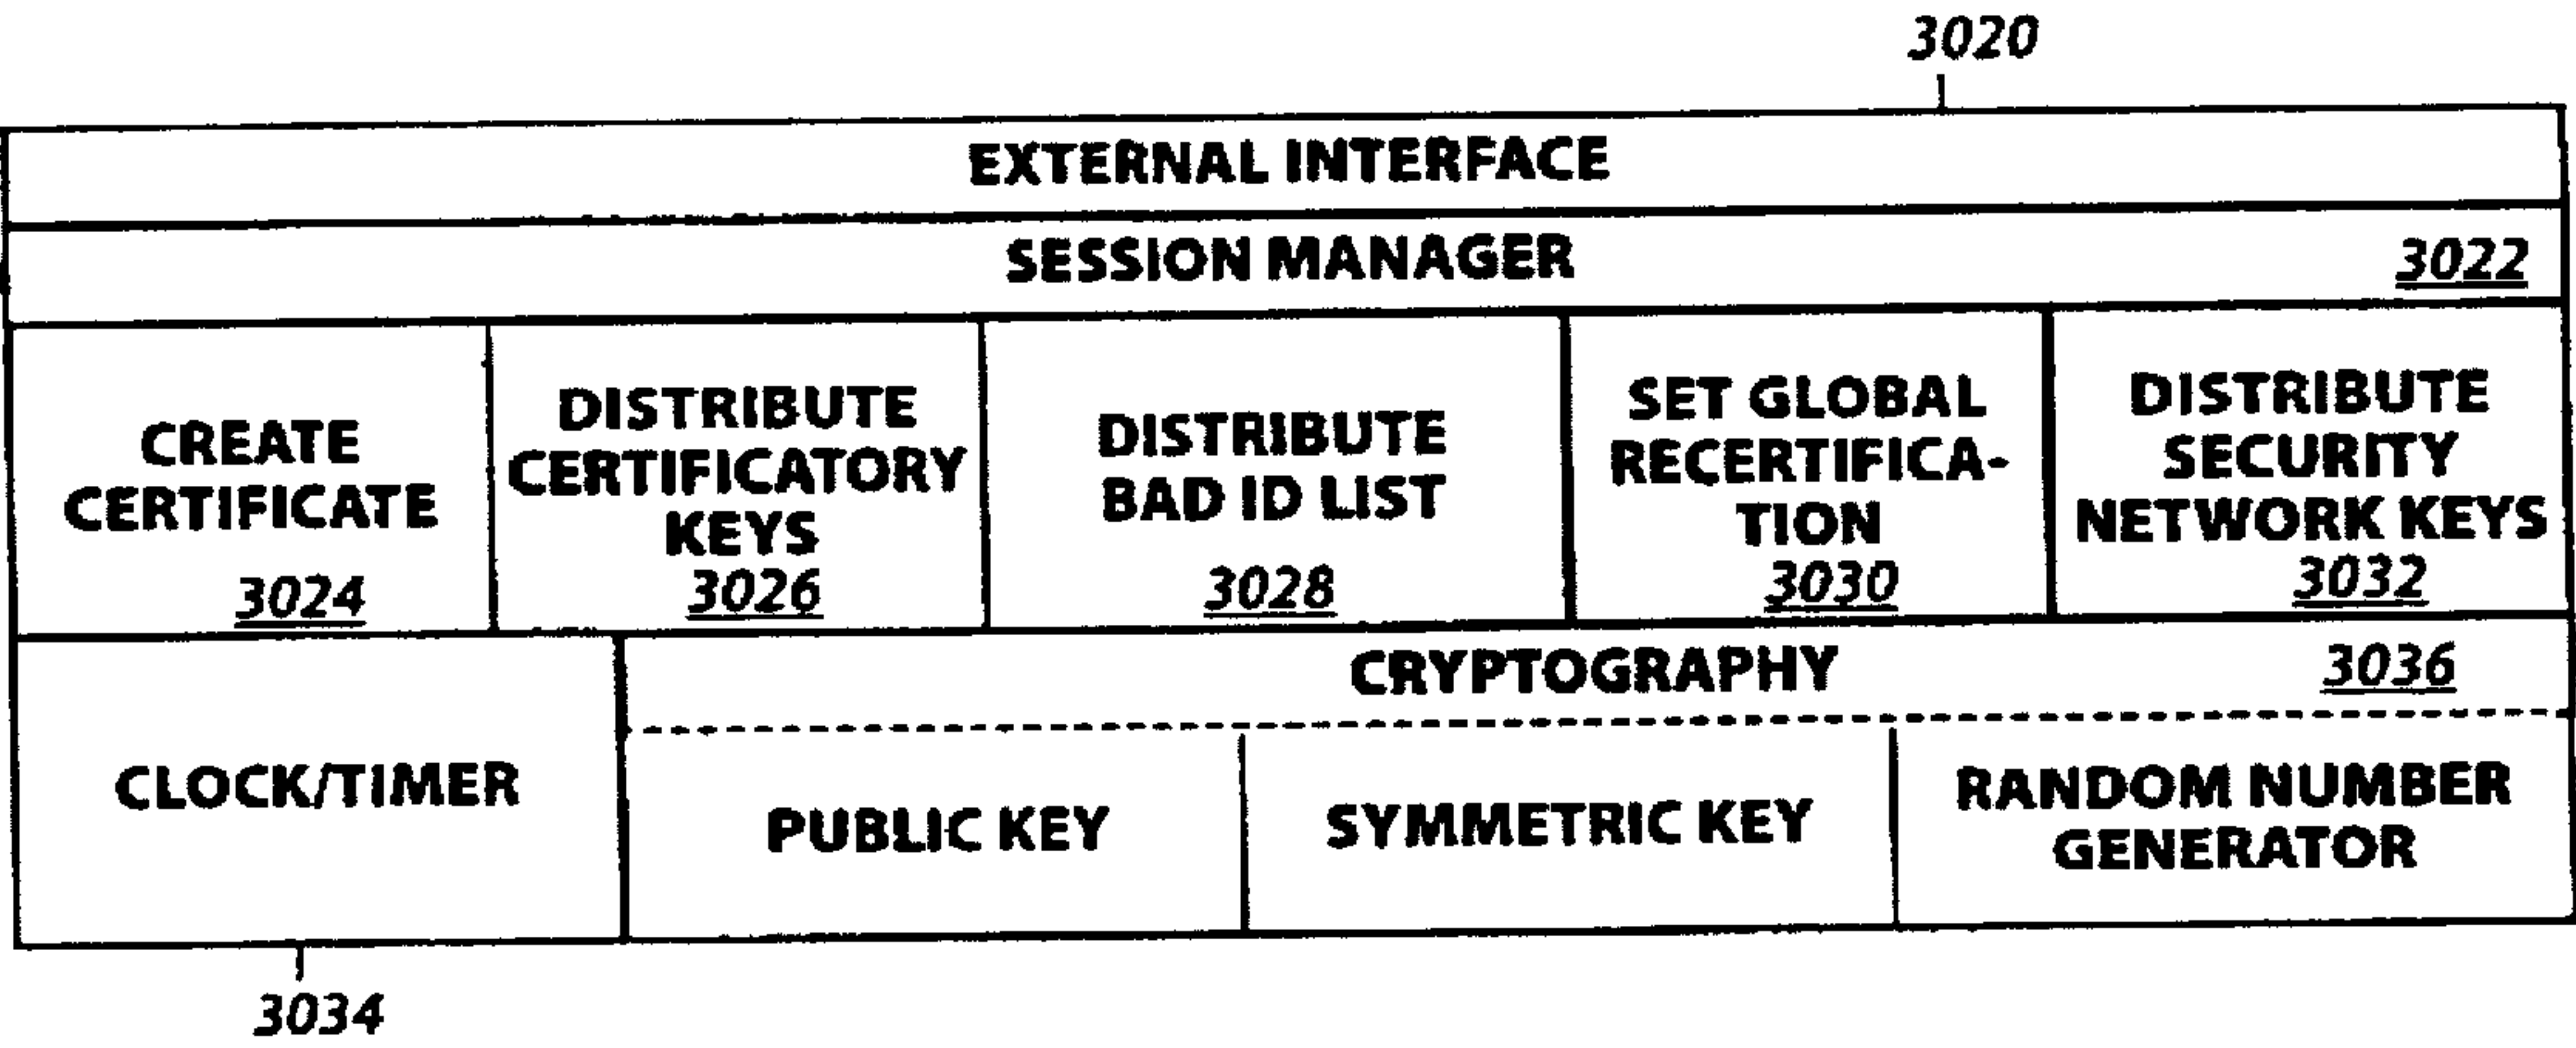 3020
EXTERNAL INTERFACE
SESSION MANAGER
3022
CREATE
CERTIFICATE
3024
DISTRIBUTE
CERTIFICATORY
KEYS
3026
DISTRIBUTE
BAD ID LIST
3028
SET GLOBAL
RECERTIFICA-
TION
3030
DISTRIBUTE
SECURITY
NETWORK KEYS
3032
CLOCK/TIMER
3034
CRYPTOGRAPHY
3036
PUBLIC KEY
SYMMETRIC KEY
RANDOM NUMBER
GENERATOR